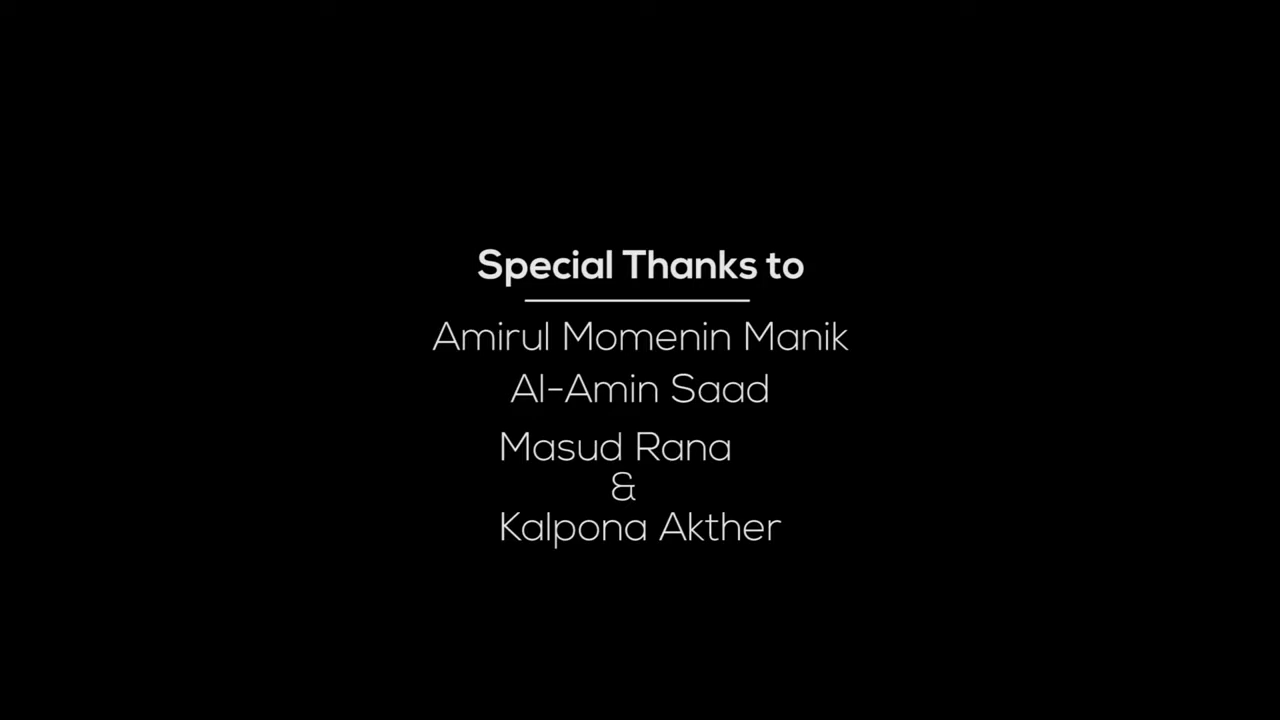 Special Thanks to
Amirul Momenin Manik
Al-Amin Saad
Masud Rana
&
Kalpona Akther